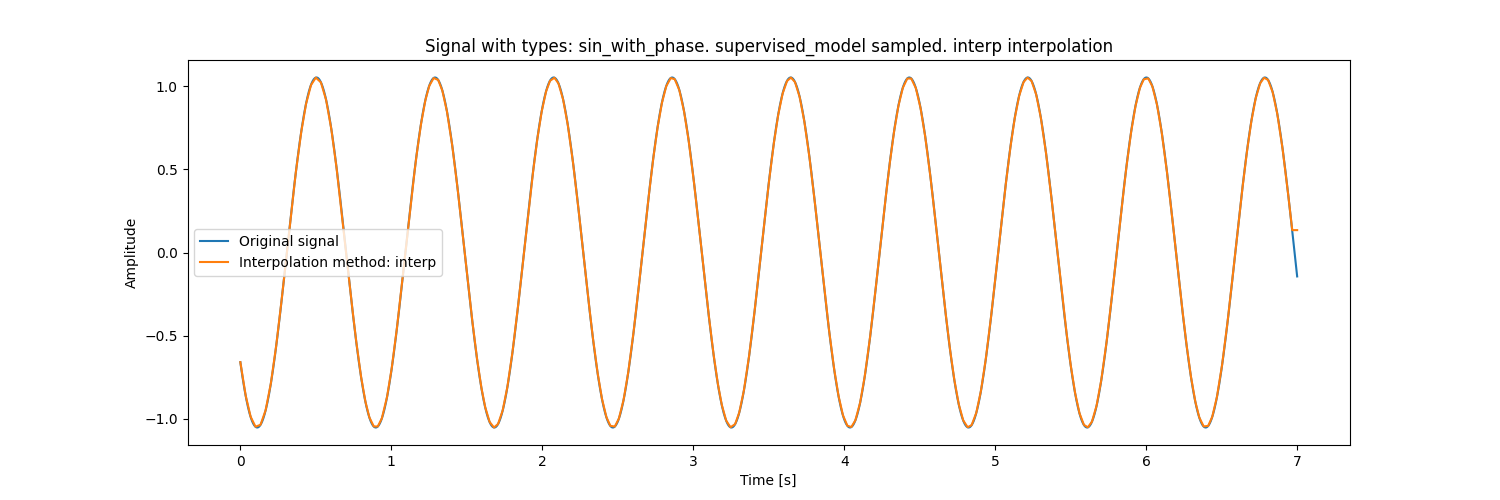 Signal with types: sin_with_phase. supervised_model sampled. interp interpolation
1.0
0.5
0.0
−0.5
−1.0
Amplitude
Original signal
Interpolation method: interp
0 1 2 3 4 5 6 7
Time [s]